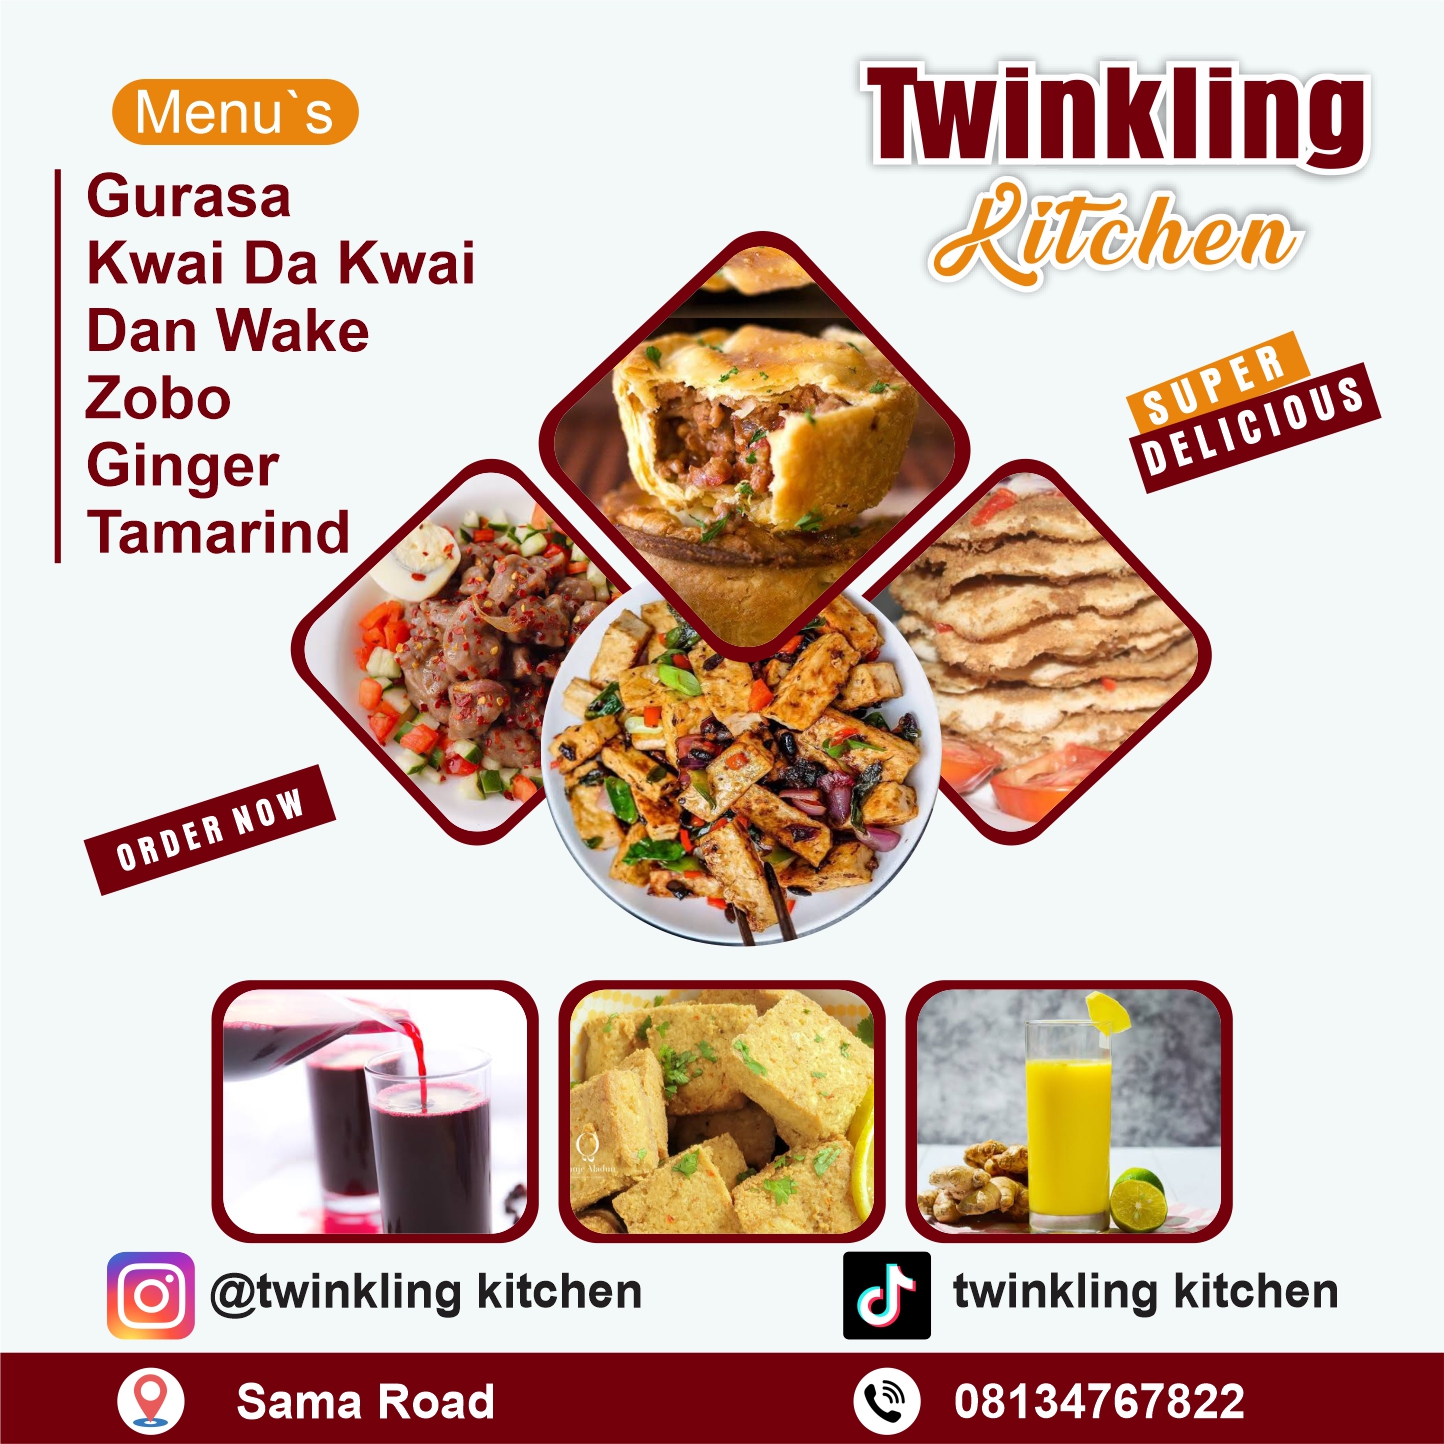 Menu`s
Gurasa
Kwai Da Kwai
Dan Wake
Zobo
Ginger
Tamarind
Twinkling
Kitchen
SUPER
DELICIOUS
ORDER NOW
@twinkling kitchen
twinkling kitchen
Sama Road
08134767822